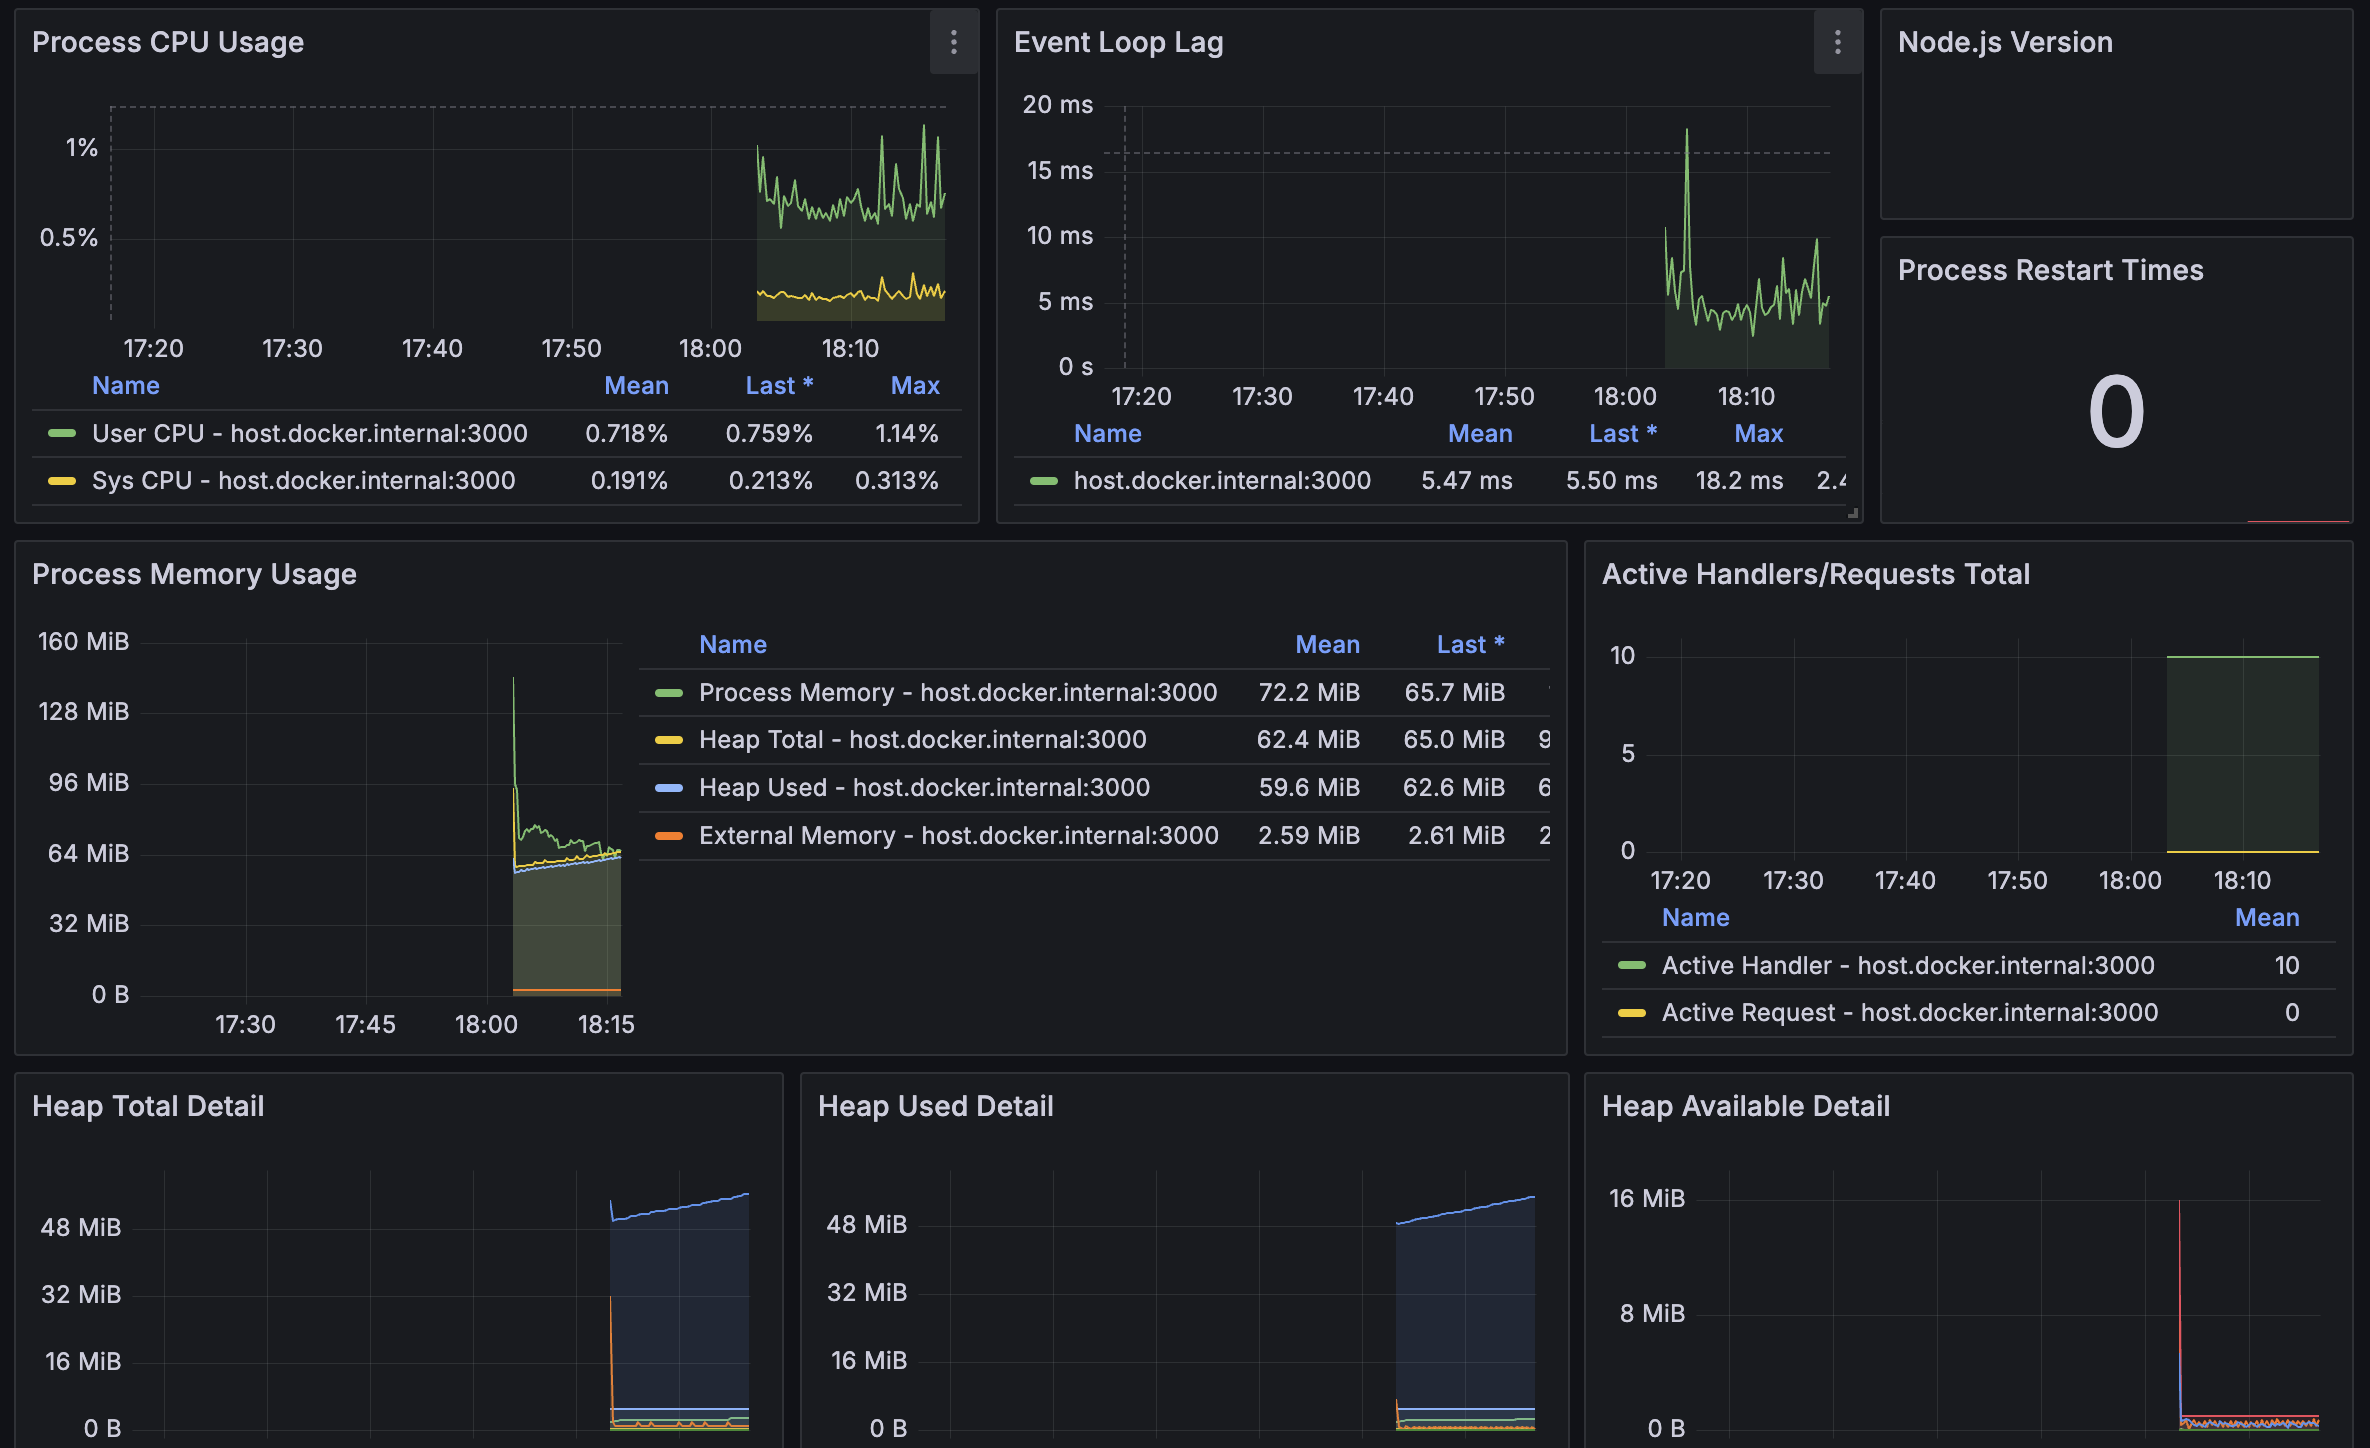 Process CPU Usage
1%
0.5%
17:20 17:30 17:40 17:50 18:00 18:10
Name Mean Last * Max
User CPU - host.docker.internal:3000 0.718% 0.759% 1.14%
Sys CPU - host.docker.internal:3000 0.191% 0.213% 0.313%
Event Loop Lag
20 ms
15 ms
10 ms
5 ms
0 s
17:20 17:30 17:40 17:50 18:00 18:10
Name Mean Last * Max
host.docker.internal:3000 5.47 ms 5.50 ms 18.2 ms
Node.js Version
Process Restart Times
0
Process Memory Usage
160 MiB
128 MiB
96 MiB
64 MiB
32 MiB
0 B
17:30 17:45 18:00 18:15
Name Mean Last *
Process Memory - host.docker.internal:3000 72.2 MiB 65.7 MiB
Heap Total - host.docker.internal:3000 62.4 MiB 65.0 MiB 9
Heap Used - host.docker.internal:3000 59.6 MiB 62.6 MiB 6
External Memory - host.docker.internal:3000 2.59 MiB 2.61 MiB 2
Active Handlers/Requests Total
10
5
0
17:20 17:30 17:40 17:50 18:00 18:10
Name Mean
Active Handler - host.docker.internal:3000 10
Active Request - host.docker.internal:3000 0
Heap Total Detail
48 MiB
32 MiB
16 MiB
0 B
Heap Used Detail
48 MiB
32 MiB
16 MiB
0 B
Heap Available Detail
16 MiB
8 MiB
0 B